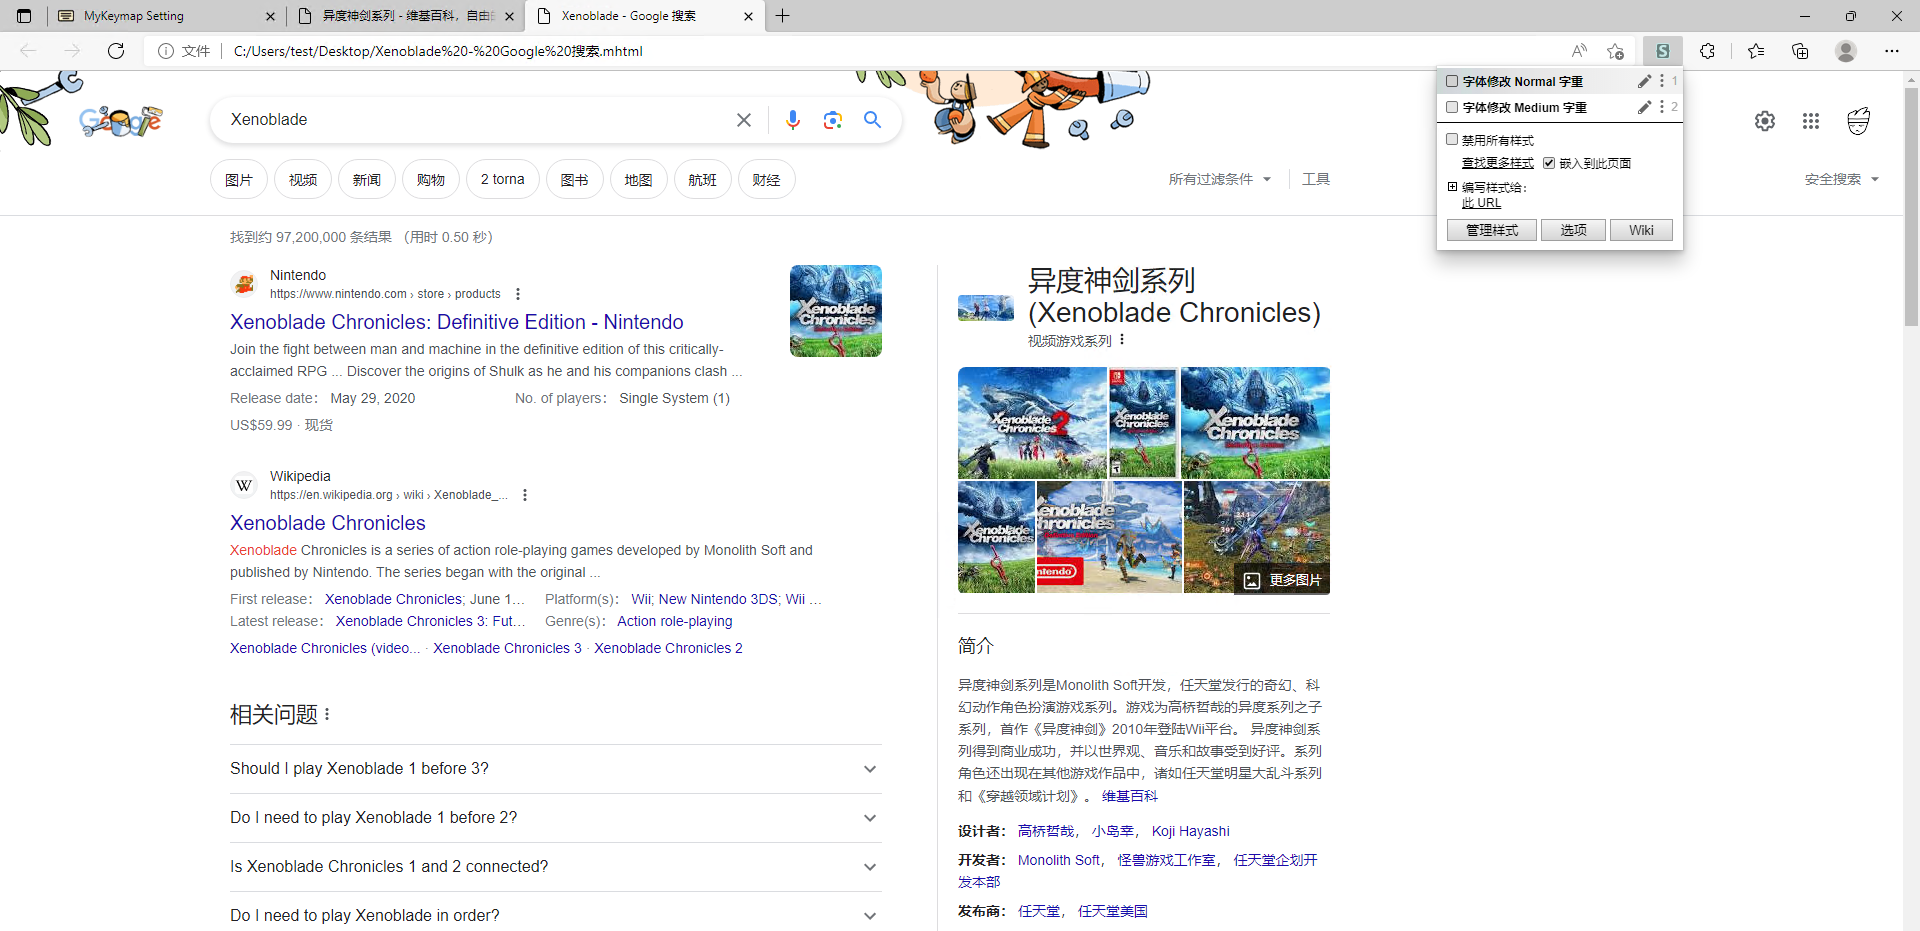 MyKeymap Setting
异度神剑系列 - 维基百科，自由的
Xenoblade - Google 搜索
文件
C:/Users/test/Desktop/Xenoblade%20-%20Google%20搜索.mhtml
Google
Xenoblade
图片
视频
新闻
购物
2 torna
图书
地图
航班
财经
所有过滤条件
工具
安全搜索
字体修改 Normal 字重
1
字体修改 Medium 字重
2
禁用所有样式
查找更多样式
嵌入到此页面
编写样式给：
此 URL
管理样式
选项
Wiki
找到约 97,200,000 条结果 （用时 0.50 秒）
Nintendo
https://www.nintendo.com › store › products
Xenoblade Chronicles: Definitive Edition - Nintendo
Join the fight between man and machine in the definitive edition of this critically-
acclaimed RPG ... Discover the origins of Shulk as he and his companions clash ...
Release date： May 29, 2020
No. of players： Single System (1)
US$59.99 · 现货
Xenoblade Chronicles
Definitive Edition
W
Wikipedia
https://en.wikipedia.org › wiki › Xenoblade_...
Xenoblade Chronicles
Xenoblade Chronicles is a series of action role-playing games developed by Monolith Soft and
published by Nintendo. The series began with the original ...
First release： Xenoblade Chronicles; June 1…
Platform(s)： Wii; New Nintendo 3DS; Wii …
Latest release： Xenoblade Chronicles 3: Fut…
Genre(s)： Action role-playing
Xenoblade Chronicles (video... · Xenoblade Chronicles 3 · Xenoblade Chronicles 2
相关问题
Should I play Xenoblade 1 before 3?
Do I need to play Xenoblade 1 before 2?
Is Xenoblade Chronicles 1 and 2 connected?
Do I need to play Xenoblade in order?
异度神剑系列
(Xenoblade Chronicles)
视频游戏系列
Xenoblade Chronicles 2
Xenoblade Chronicles
Xenoblade Chronicles
Definitive Edition
Xenoblade Chronicles
Xenoblade Chronicles
Definitive Edition
Nintendo
397
更多图片
简介
异度神剑系列是Monolith Soft开发，任天堂发行的奇幻、科
幻动作角色扮演游戏系列。游戏为高桥哲哉的异度系列之子
系列，首作《异度神剑》2010年登陆Wii平台。 异度神剑系
列得到商业成功，并以世界观、音乐和故事受到好评。系列
角色还出现在其他游戏作品中，诸如任天堂明星大乱斗系列
和《穿越领域计划》。 维基百科
设计者： 高桥哲哉， 小岛幸， Koji Hayashi
开发者： Monolith Soft， 怪兽游戏工作室， 任天堂企划开
发本部
发布商： 任天堂， 任天堂美国